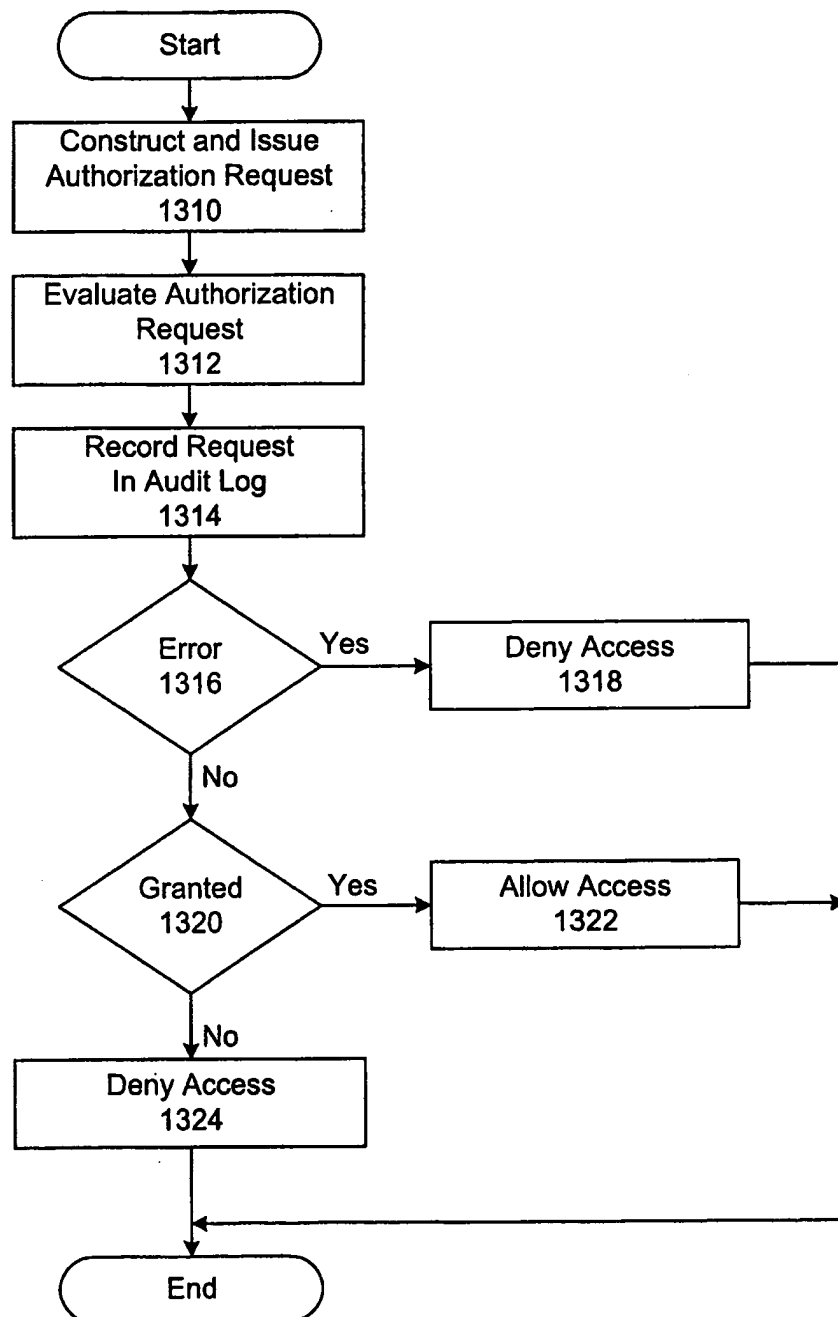 Start
Construct and Issue
Authorization Request
1310
Evaluate Authorization
Request
1312
Record Request
In Audit Log
1314
Error
1316
Yes
Deny Access
1318
No
Granted
1320
Yes
Allow Access
1322
No
Deny Access
1324
End